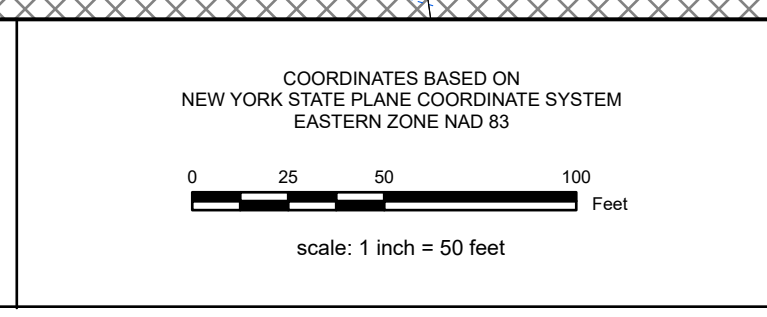 COORDINATES BASED ON
NEW YORK STATE PLANE COORDINATE SYSTEM
EASTERN ZONE NAD 83
0 25 50 100
Feet
scale: 1 inch = 50 feet